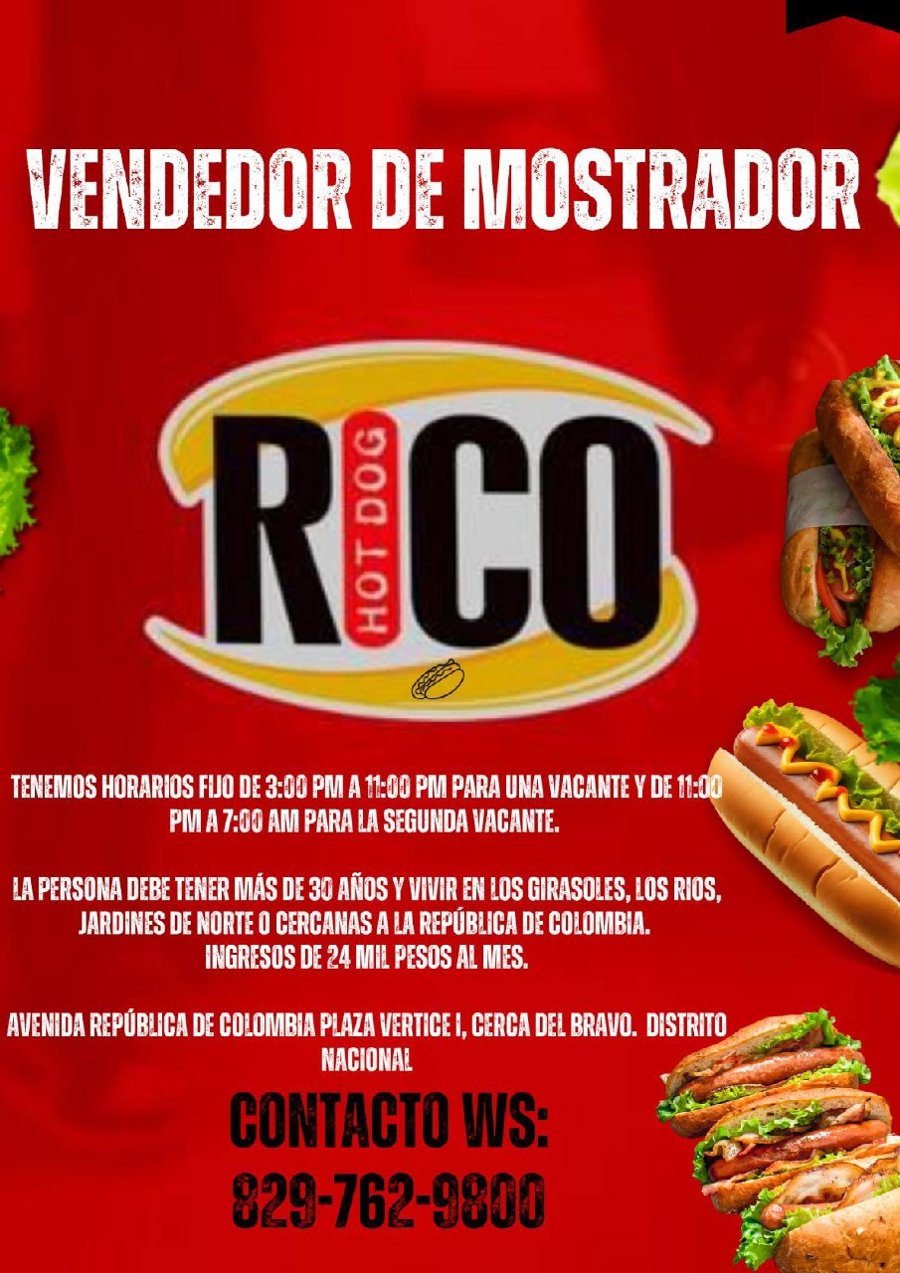 VENDEDOR DE MOSTRADOR
RICO
HOT DOG
TENEMOS HORARIOS FIJO DE 3:00 PM A 11:00 PM PARA UNA VACANTE Y DE 11:00
PM A 7:00 AM PARA LA SEGUNDA VACANTE.
LA PERSONA DEBE TENER MÁS DE 30 AÑOS Y VIVIR EN LOS GIRASOLES, LOS RIOS,
JARDINES DE NORTE O CERCANAS A LA REPÚBLICA DE COLOMBIA.
INGRESOS DE 24 MIL PESOS AL MES.
AVENIDA REPÚBLICA DE COLOMBIA PLAZA VERTICE I, CERCA DEL BRAVO. DISTRITO
NACIONAL
CONTACTO WS:
829-762-9800